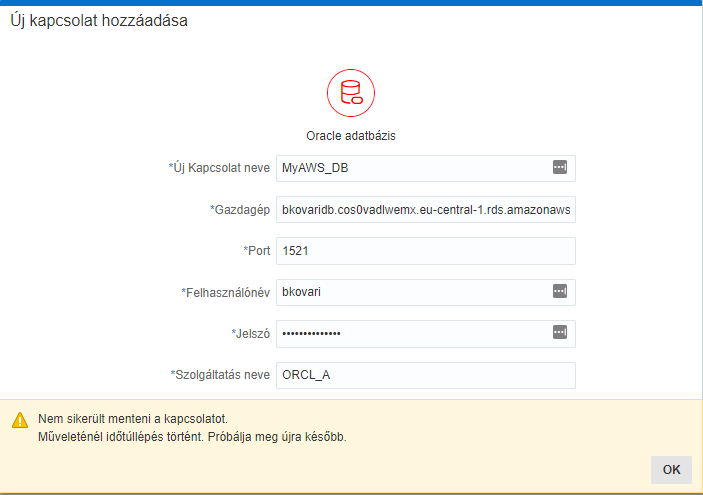 Új kapcsolat hozzáadása
Oracle adatbázis
*Új Kapcsolat neve MyAWS_DB
*Gazdagép bkovaridb.cos0vadlwemx.eu-central-1.rds.amazonaws
*Port 1521
*Felhasználónév bkovari
*Jelszó ••••••••••••••
*Szolgáltatás neve ORCL_A
Nem sikerült menteni a kapcsolatot.
Műveleténél időtúllépés történt. Próbálja meg újra később.
OK